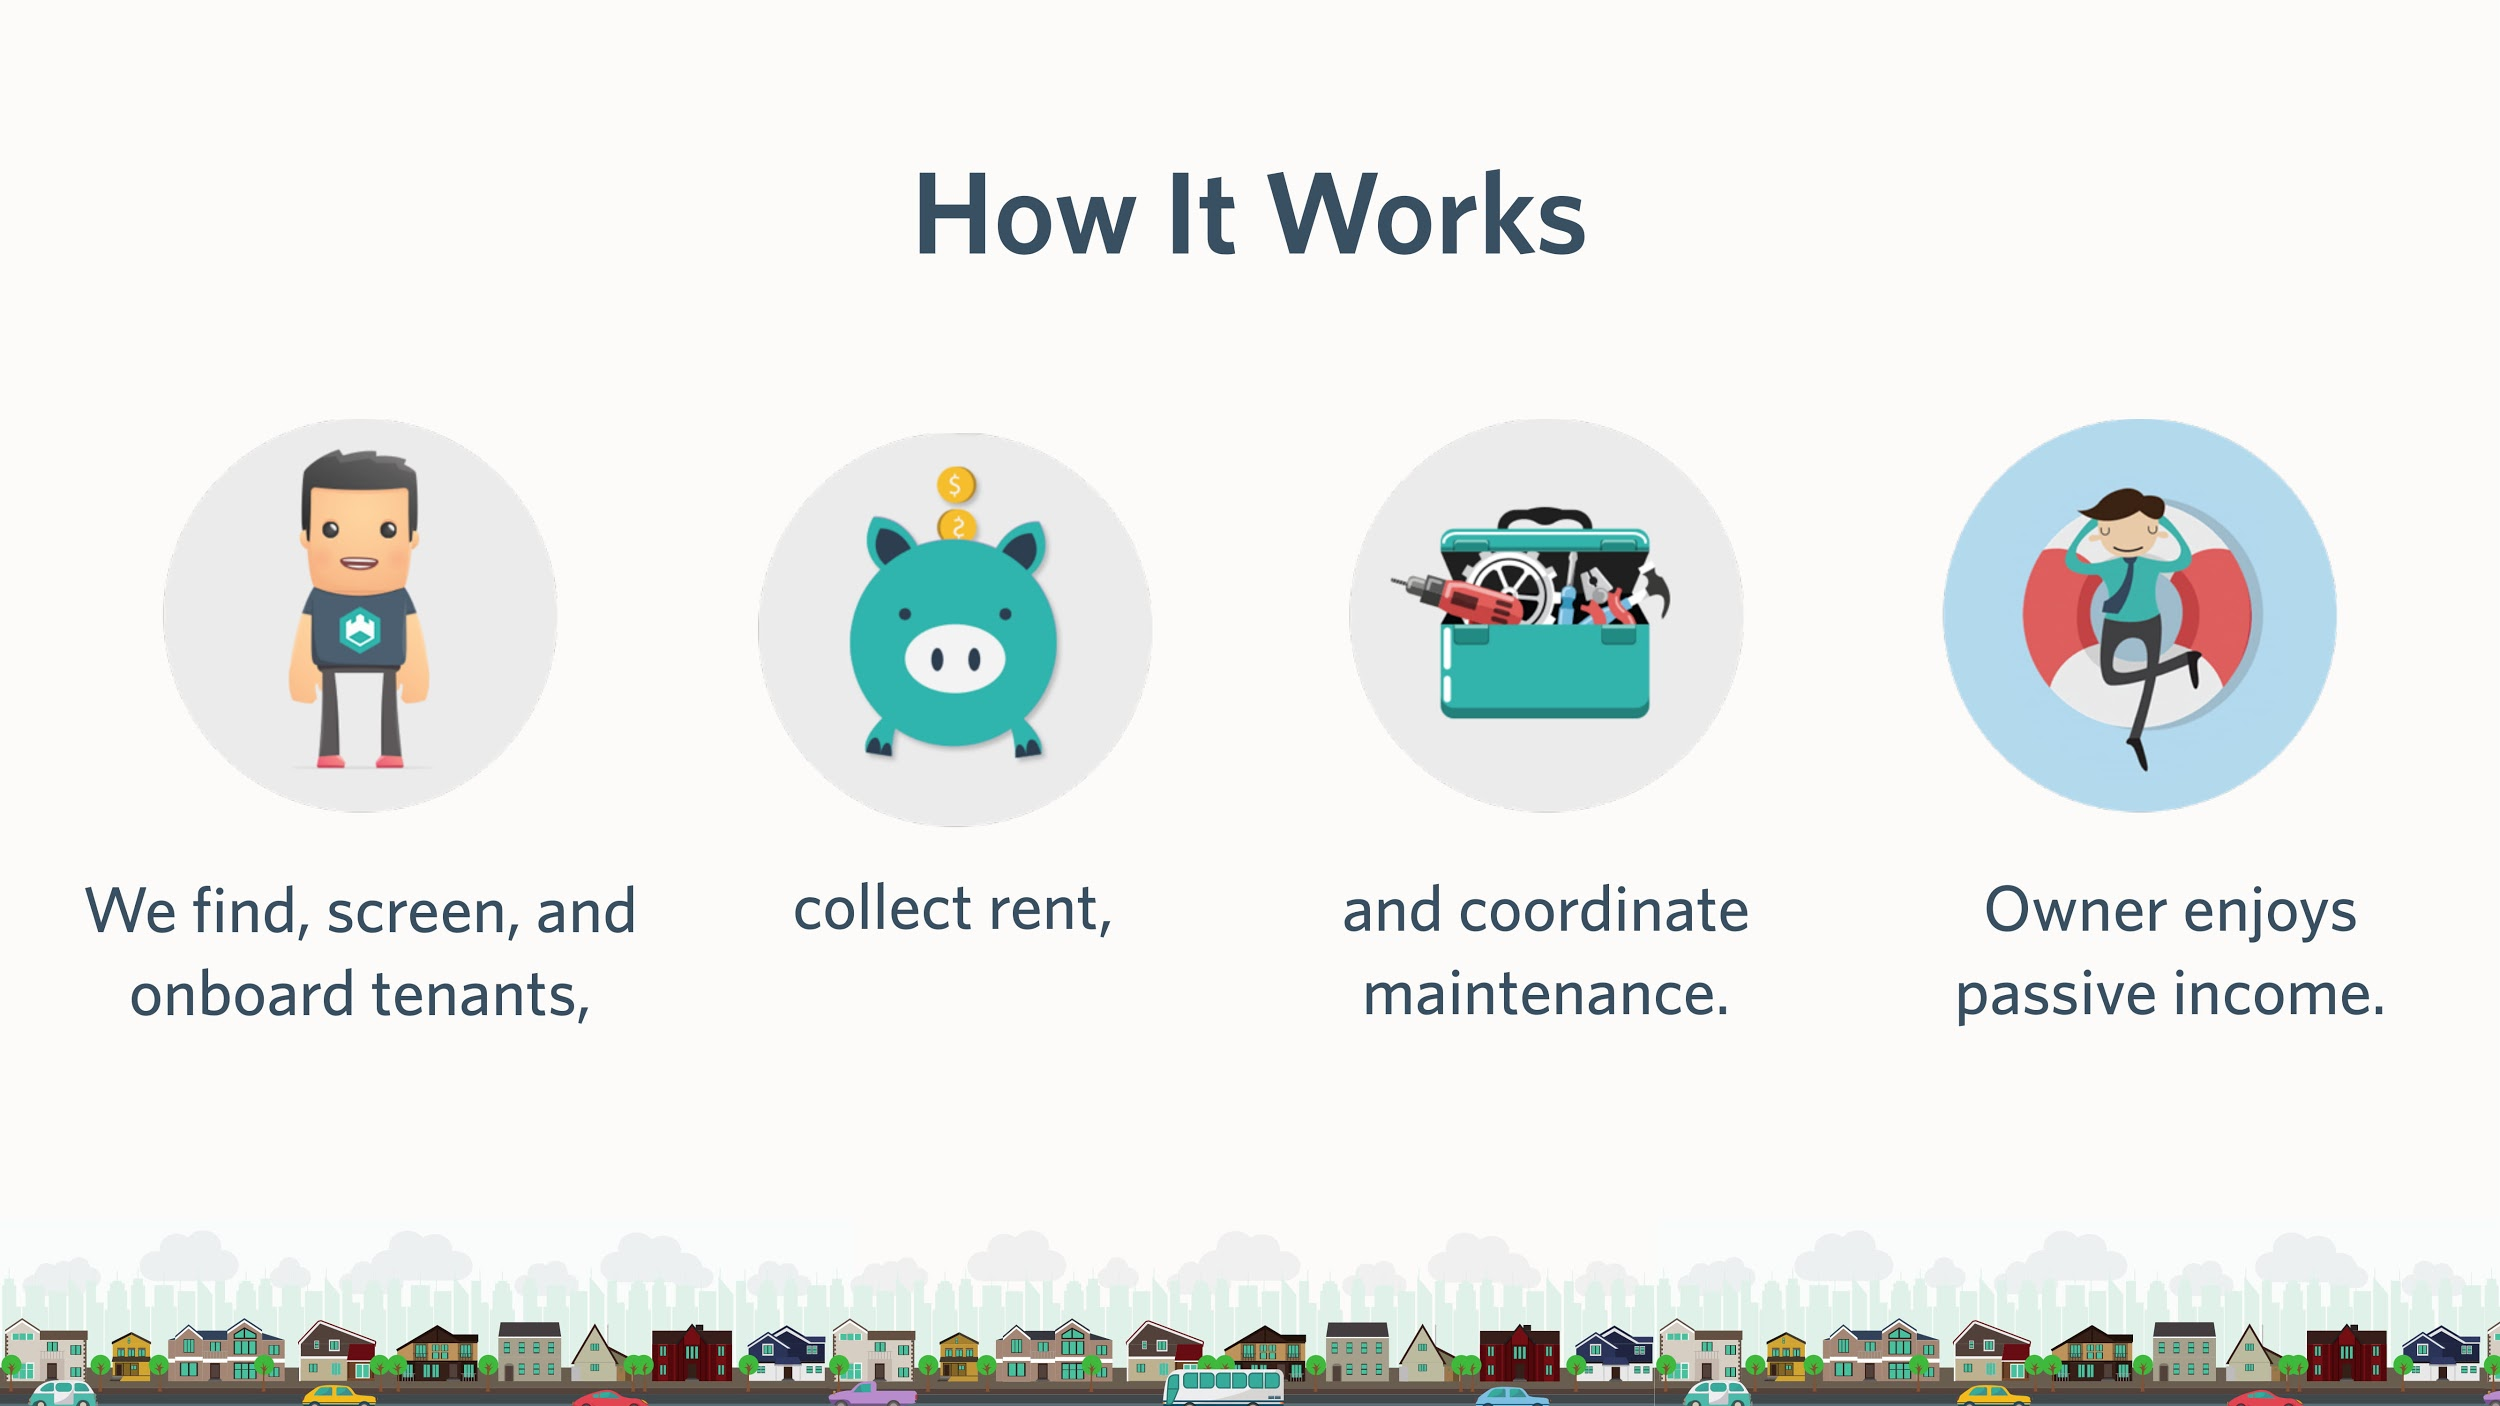 How It Works
$
$
We find, screen, and
onboard tenants,
collect rent,
and coordinate
maintenance.
Owner enjoys
passive income.